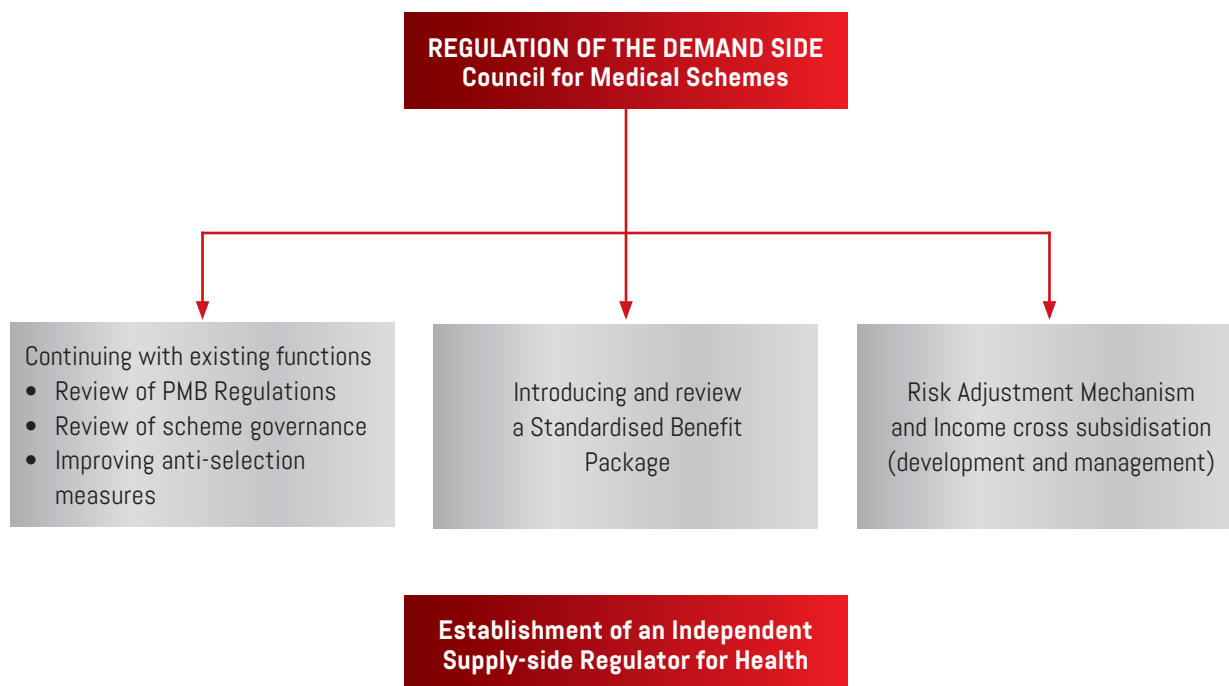 REGULATION OF THE DEMAND SIDE
Council for Medical Schemes
Continuing with existing functions
• Review of PMB Regulations
• Review of scheme governance
• Improving anti-selection
measures
Introducing and review
a Standardised Benefit
Package
Risk Adjustment Mechanism
and Income cross subsidisation
(development and management)
Establishment of an Independent
Supply-side Regulator for Health